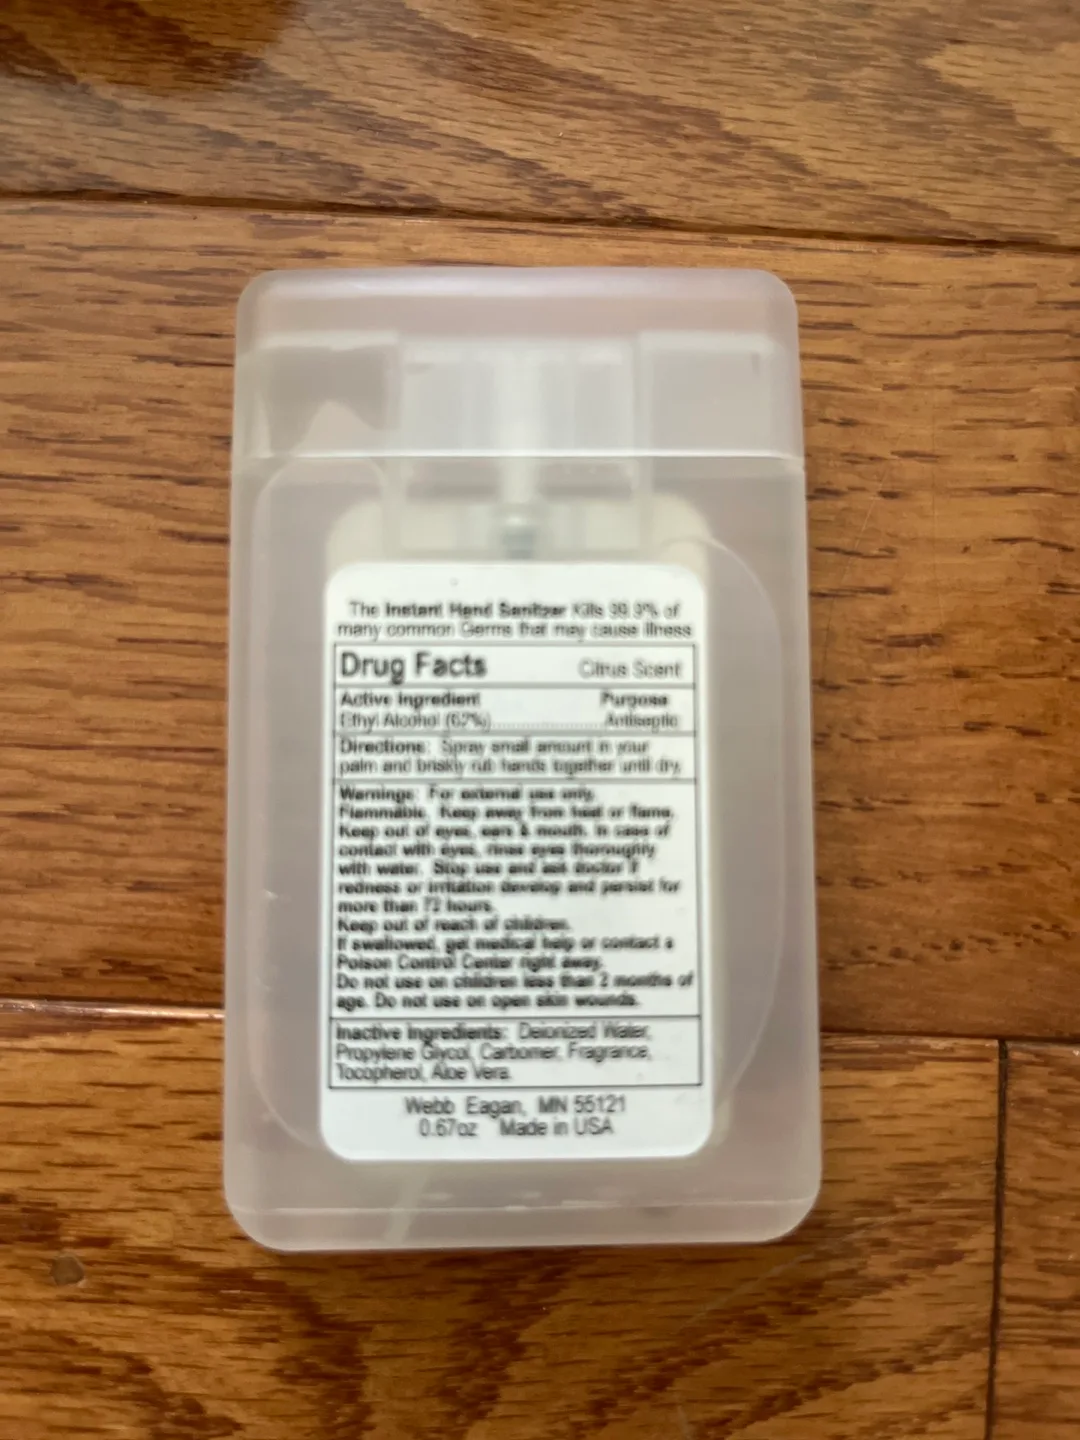 The Instant Hand Sanitizer Kills 99.9% of
many common Germs that may cause illness
Drug Facts Citrus Scent
Active Ingredient Purpose
Ethyl Alcohol (62%)........................Antiseptic
Directions: Spray small amount in your
palm and briskly rub hands together until dry.
Warnings: For external use only.
Flammable. Keep away from heat or flame.
Keep out of eyes, ears & mouth. In case of
contact with eyes, rinse eyes thoroughly
with water. Stop use and ask doctor if
redness or irritation develop and persist for
more than 72 hours.
Keep out of reach of children.
If swallowed, get medical help or contact a
Poison Control Center right away.
Do not use on children less than 2 months of
age. Do not use on open skin wounds.
Inactive Ingredients: Deionized Water,
Propylene Glycol, Carbomer, Fragrance,
Tocopherol, Aloe Vera.
Webb Eagan, MN 55121
0.67oz Made in USA